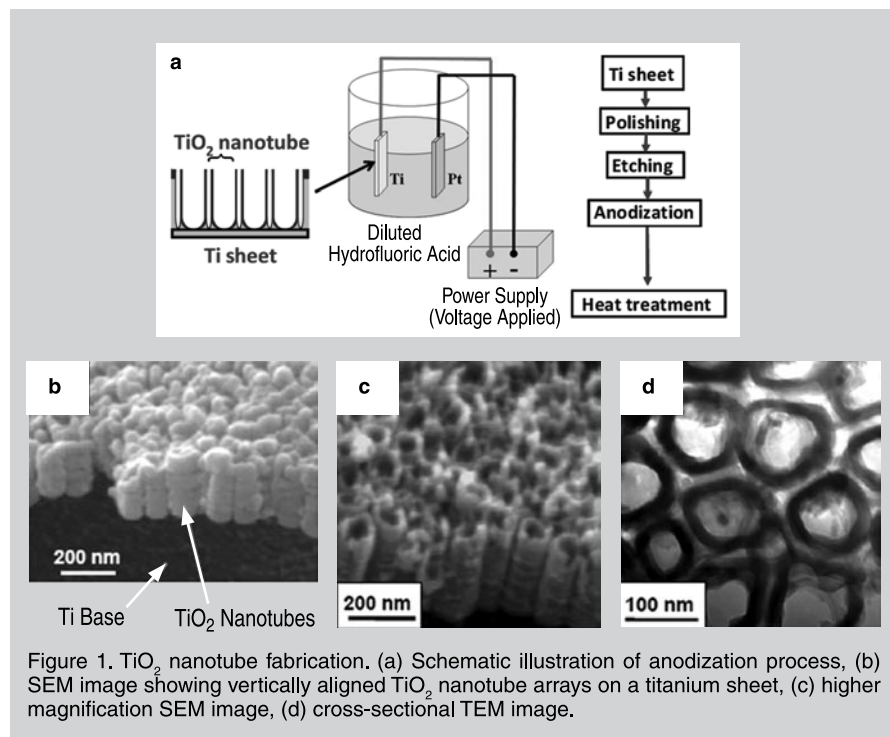 a
TiO2 nanotube
Ti sheet
Ti
Pt
Diluted
Hydrofluoric Acid
+ -
Power Supply
(Voltage Applied)
Ti sheet
Polishing
Etching
Anodization
Heat treatment
b
200 nm
Ti Base
TiO2 Nanotubes
c
200 nm
d
100 nm
Figure 1. TiO2 nanotube fabrication. (a) Schematic illustration of anodization process, (b)
SEM image showing vertically aligned TiO2 nanotube arrays on a titanium sheet, (c) higher
magnification SEM image, (d) cross-sectional TEM image.